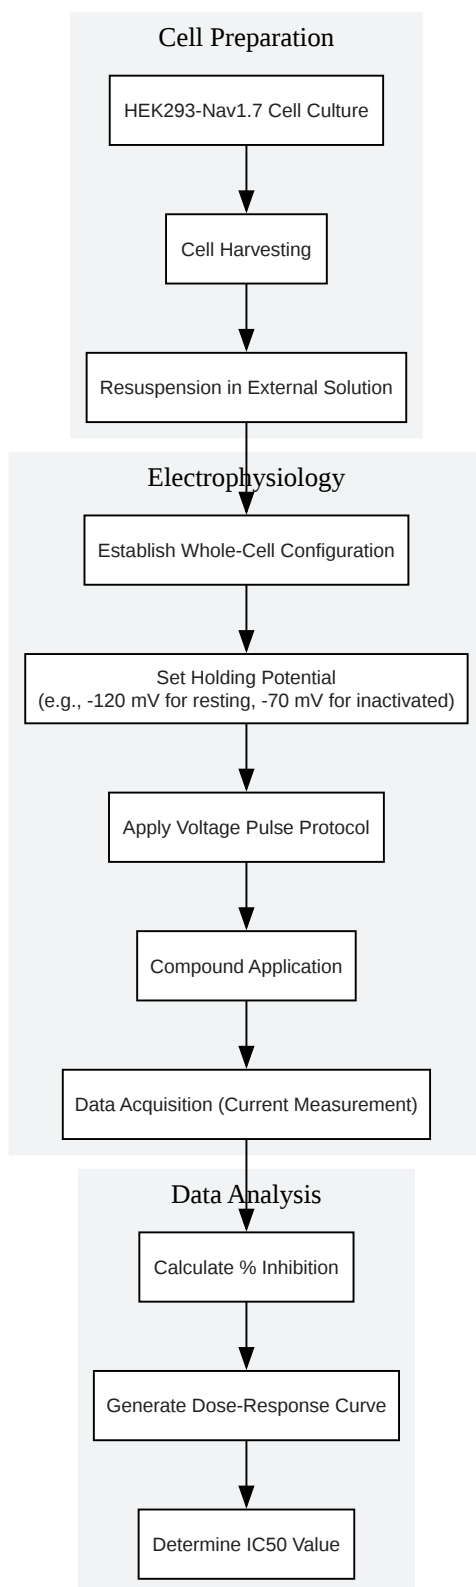 Cell Preparation
HEK293-Nav1.7 Cell Culture
Cell Harvesting
Resuspension in External Solution
Electrophysiology
Establish Whole-Cell Configuration
Set Holding Potential
(e.g., -120 mV for resting, -70 mV for inactivated)
Apply Voltage Pulse Protocol
Compound Application
Data Acquisition (Current Measurement)
Data Analysis
Calculate % Inhibition
Generate Dose-Response Curve
Determine IC50 Value